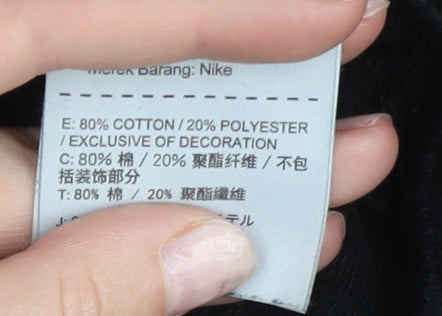 Merek Barang: Nike
E: 80% COTTON / 20% POLYESTER
/ EXCLUSIVE OF DECORATION
C: 80% 棉 / 20% 聚酯纤维 / 不包
括装饰部分
T: 80% 棉 / 20% 聚酯纖維
J: